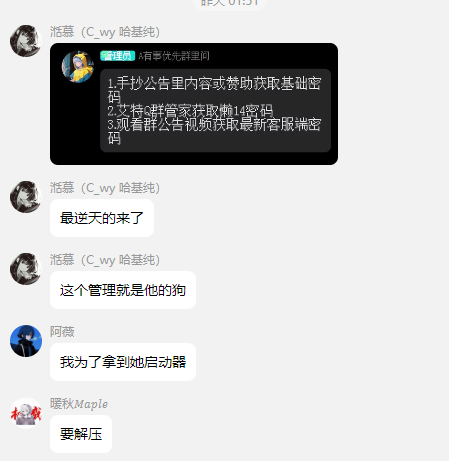 昨天 01:51
湉慕（C_wy 哈基纯）
管理员 A有事优先群里问
1.手抄公告里内容或赞助获取基础密
码
2.艾特Q群管家获取懒14密码
3.观看群公告视频获取最新客服端密
码
湉慕（C_wy 哈基纯）
最逆天的来了
湉慕（C_wy 哈基纯）
这个管理就是他的狗
阿薇
我为了拿到她启动器
暖秋Maple
要解压